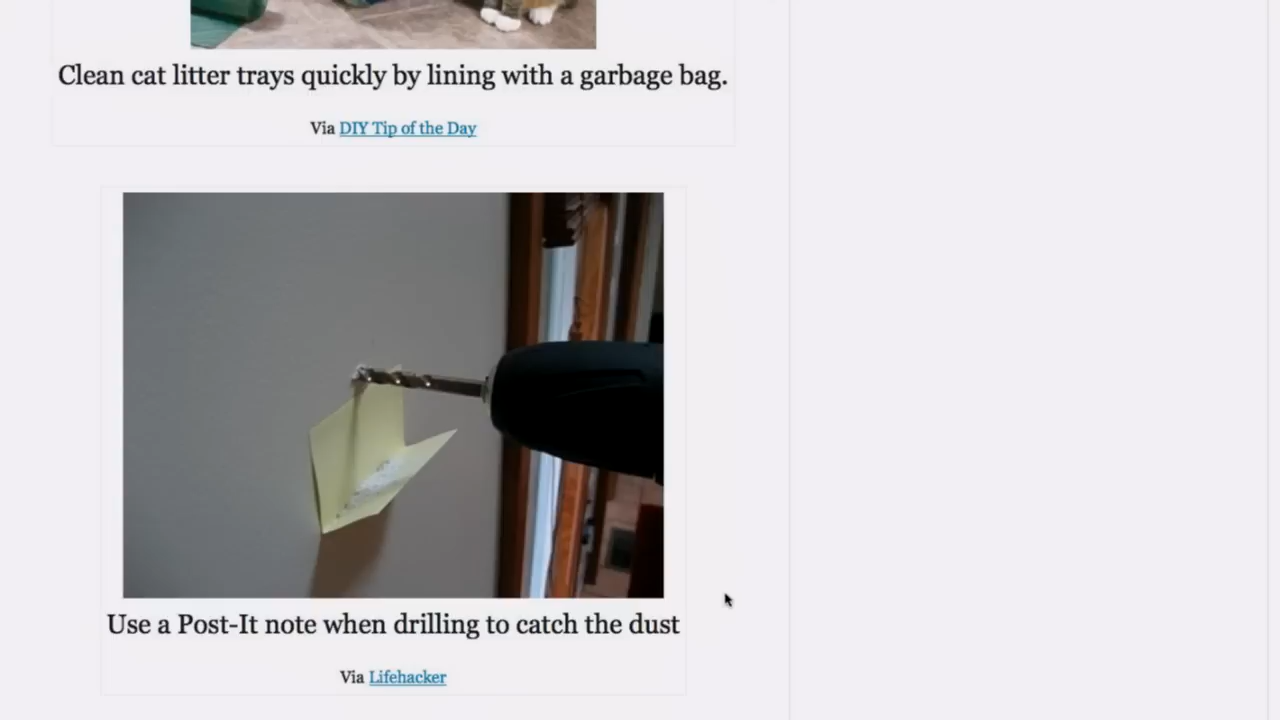 Clean cat litter trays quickly by lining with a garbage bag.
Via DIY Tip of the Day
Use a Post-It note when drilling to catch the dust
Via Lifehacker